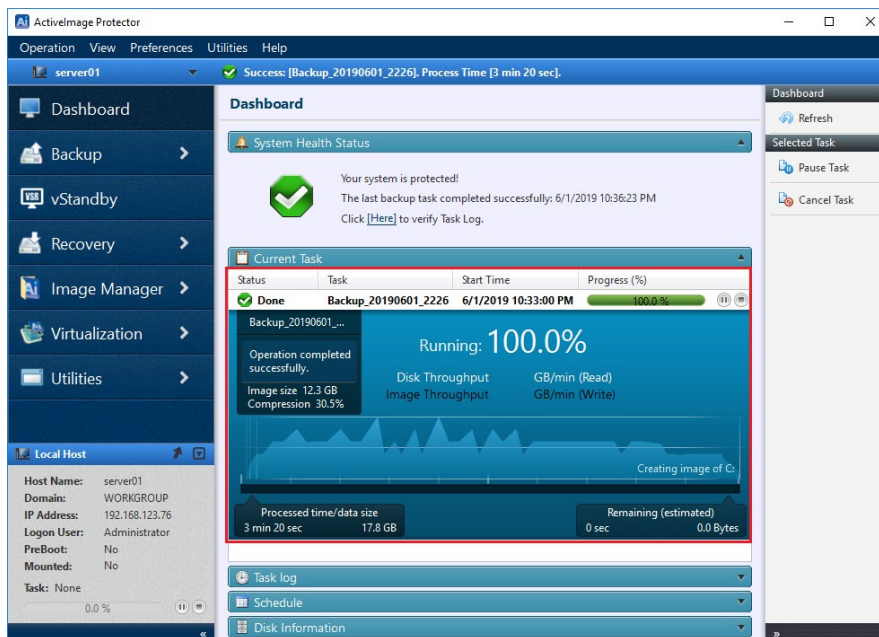 ActiveImage Protector
Operation View Preferences Utilities Help
server01
Success: [Backup_20190601_2226]. Process Time [3 min 20 sec].
Dashboard
Backup
vStandby
Recovery
Image Manager
Virtualization
Utilities
Local Host
Host Name: server01
Domain: WORKGROUP
IP Address: 192.168.123.76
Logon User: Administrator
PreBoot: No
Mounted: No
Task: None
0.0 %
Dashboard
System Health Status
Your system is protected!
The last backup task completed successfully: 6/1/2019 10:36:23 PM
Click [Here] to verify Task Log.
Current Task
Status Task Start Time Progress (%)
Done Backup_20190601_2226 6/1/2019 10:33:00 PM 100.0 %
Backup_20190601_...
Operation completed
successfully.
Image size 12.3 GB
Compression 30.5%
Running: 100.0%
Disk Throughput GB/min (Read)
Image Throughput GB/min (Write)
Creating image of C:
Processed time/data size
3 min 20 sec 17.8 GB
Remaining (estimated)
0 sec 0.0 Bytes
Task log
Schedule
Disk Information
Dashboard
Refresh
Selected Task
Pause Task
Cancel Task